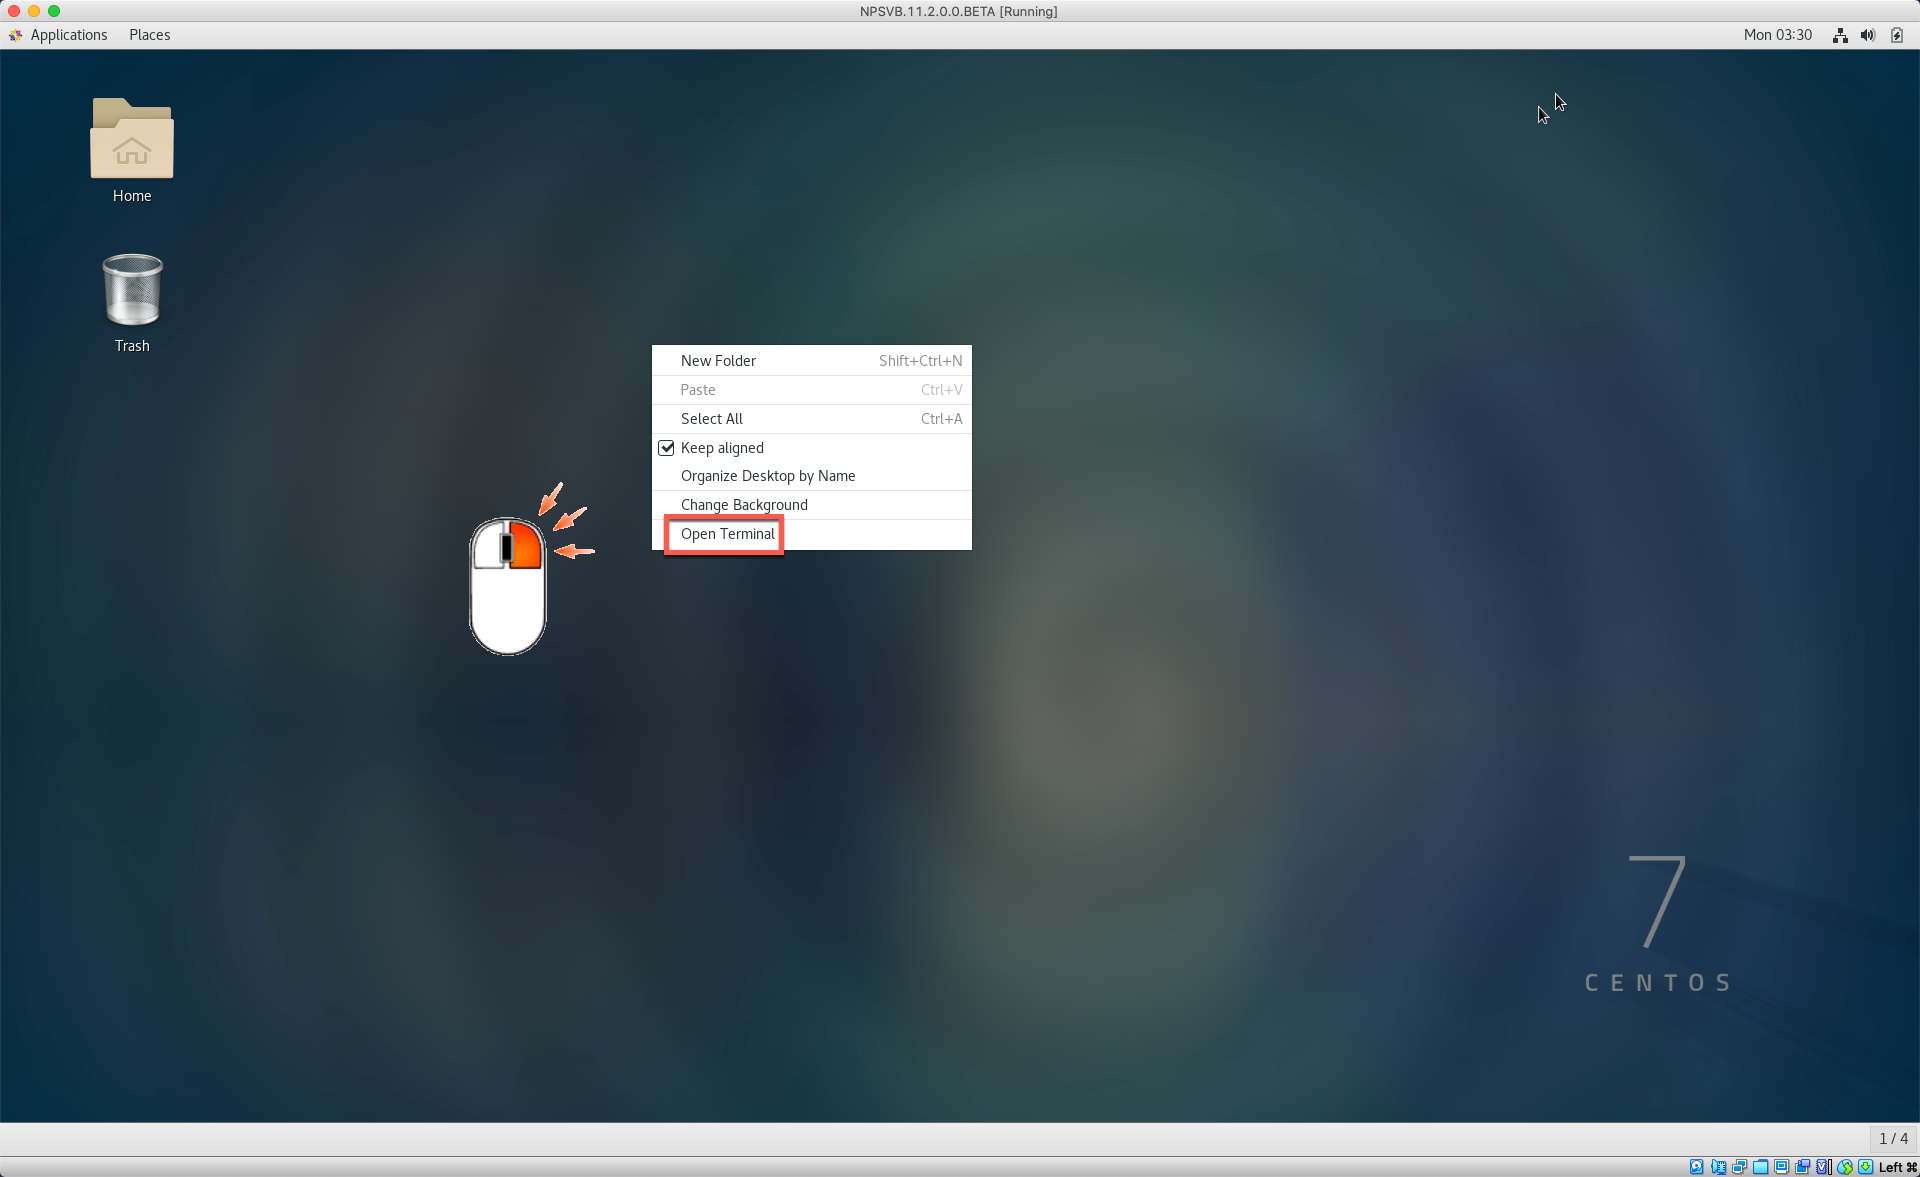 NPSVB.11.2.0.0.BETA [Running]
Applications Places Mon 03:30
Home
Trash
New Folder Shift+Ctrl+N
Paste Ctrl+V
Select All Ctrl+A
Keep aligned
Organize Desktop by Name
Change Background
Open Terminal
7
CENTOS
1 / 4
Left ⌘